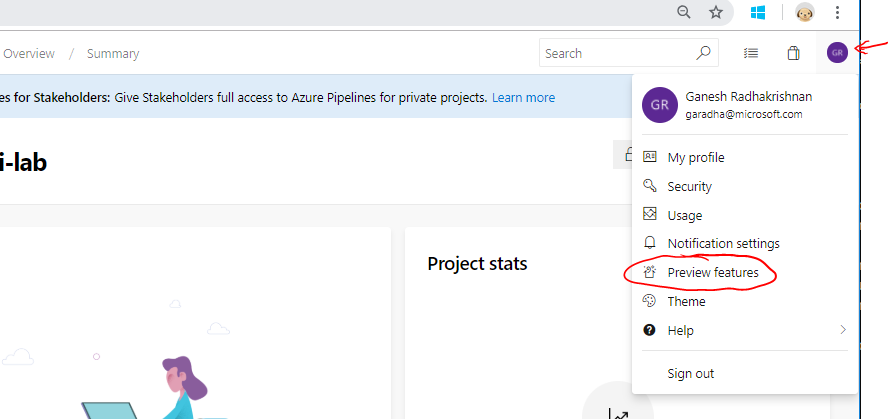 Overview / Summary
Search
GR
es for Stakeholders: Give Stakeholders full access to Azure Pipelines for private projects. Learn more
GR
Ganesh Radhakrishnan
garadha@microsoft.com
i-lab
My profile
Security
Usage
Notification settings
Project stats
Preview features
Theme
Help
Sign out